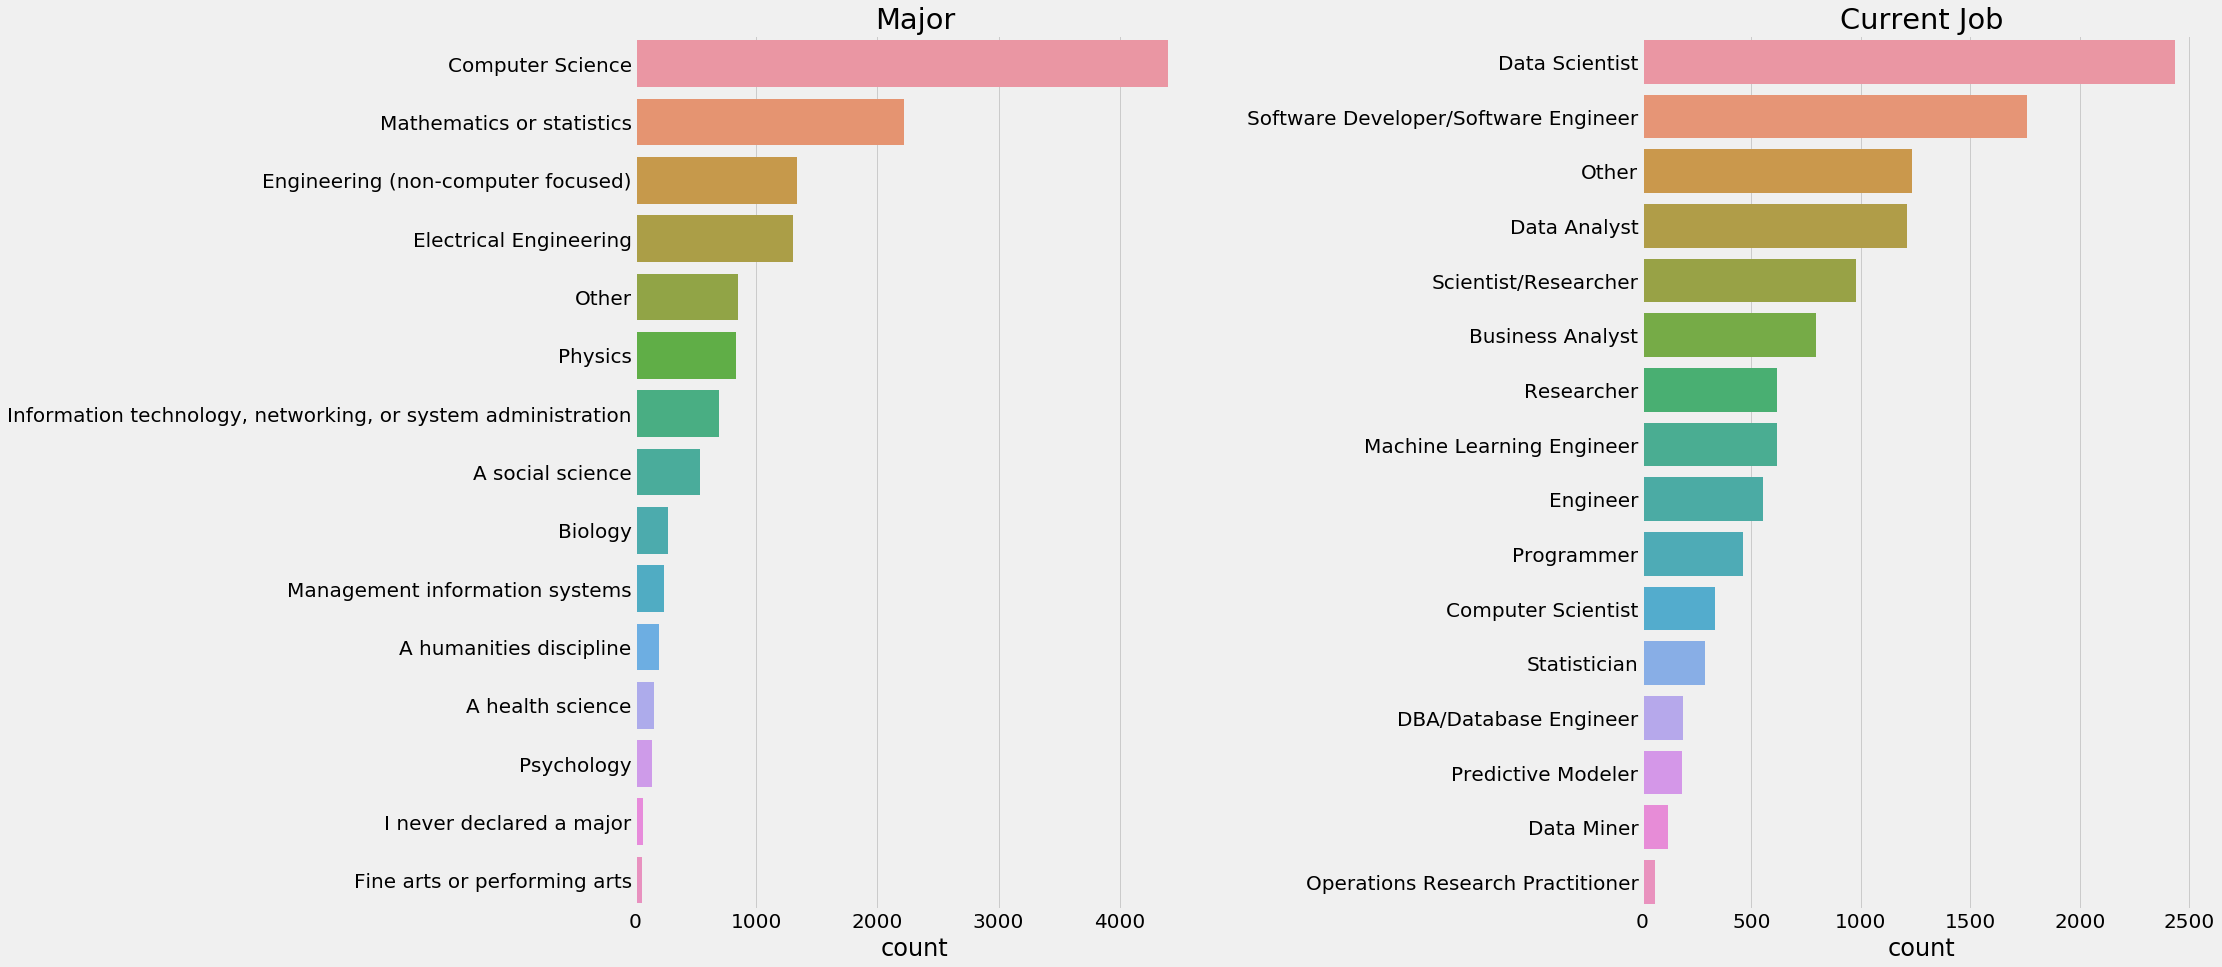 Major
Computer Science
Mathematics or statistics
Engineering (non-computer focused)
Electrical Engineering
Other
Physics
Information technology, networking, or system administration
A social science
Biology
Management information systems
A humanities discipline
A health science
Psychology
I never declared a major
Fine arts or performing arts
0 1000 2000 3000 4000
count
Current Job
Data Scientist
Software Developer/Software Engineer
Other
Data Analyst
Scientist/Researcher
Business Analyst
Researcher
Machine Learning Engineer
Engineer
Programmer
Computer Scientist
Statistician
DBA/Database Engineer
Predictive Modeler
Data Miner
Operations Research Practitioner
0 500 1000 1500 2000 2500
count